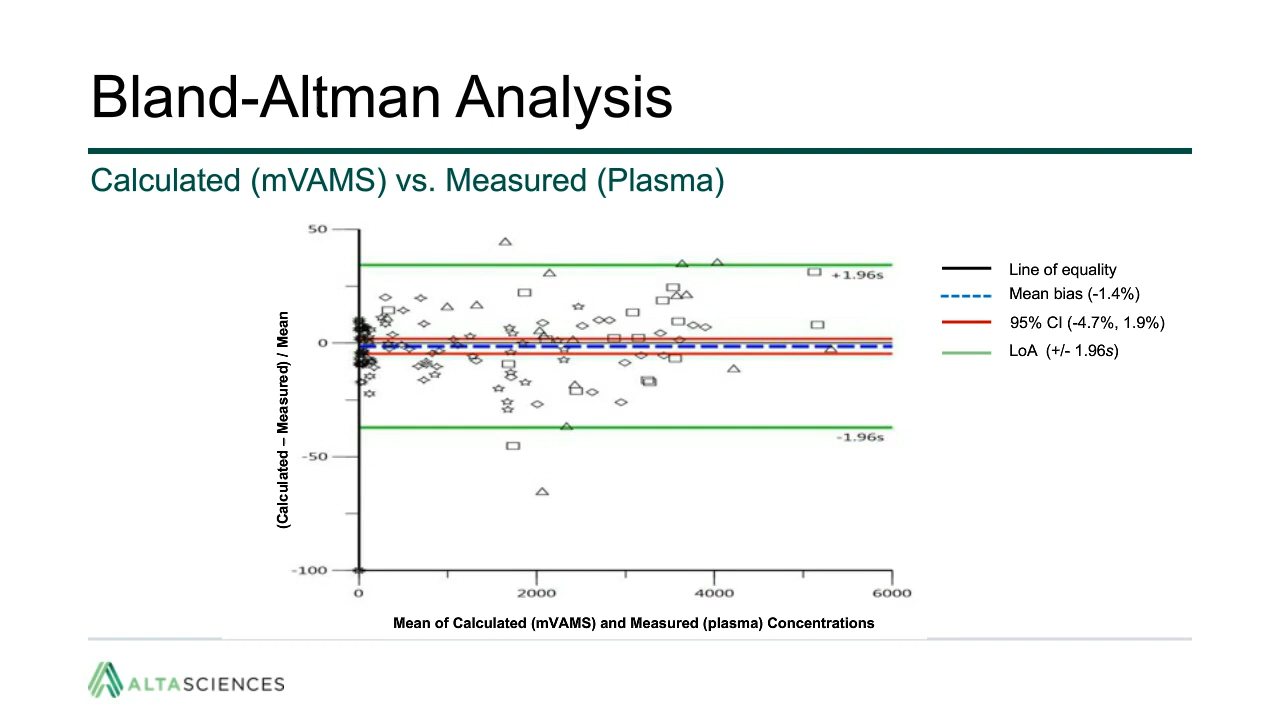 Bland-Altman Analysis
Calculated (mVAMS) vs. Measured (Plasma)
(Calculated – Measured) / Mean
50
0
-50
-100
+1.96s
-1.96s
0
2000
4000
6000
Mean of Calculated (mVAMS) and Measured (plasma) Concentrations
Line of equality
Mean bias (-1.4%)
95% CI (-4.7%, 1.9%)
LoA (+/- 1.96s)
ALTASCIENCES